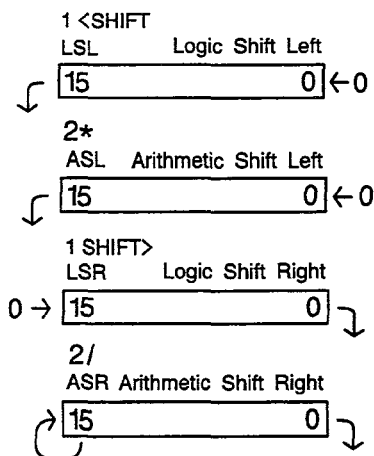 1 <SHIFT
LSL Logic Shift Left
15 0 ←0
2*
ASL Arithmetic Shift Left
15 0 ←0
1 SHIFT>
LSR Logic Shift Right
0 → 15 0
2/
ASR Arithmetic Shift Right
15 0